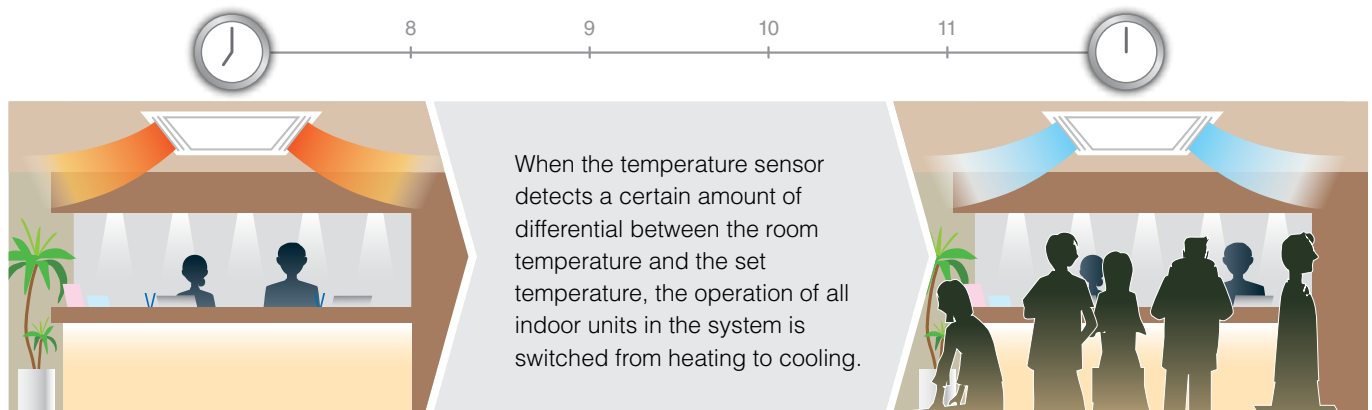 8
9
10
11
When the temperature sensor
detects a certain amount of
differential between the room
temperature and the set
temperature, the operation of all
indoor units in the system is
switched from heating to cooling.